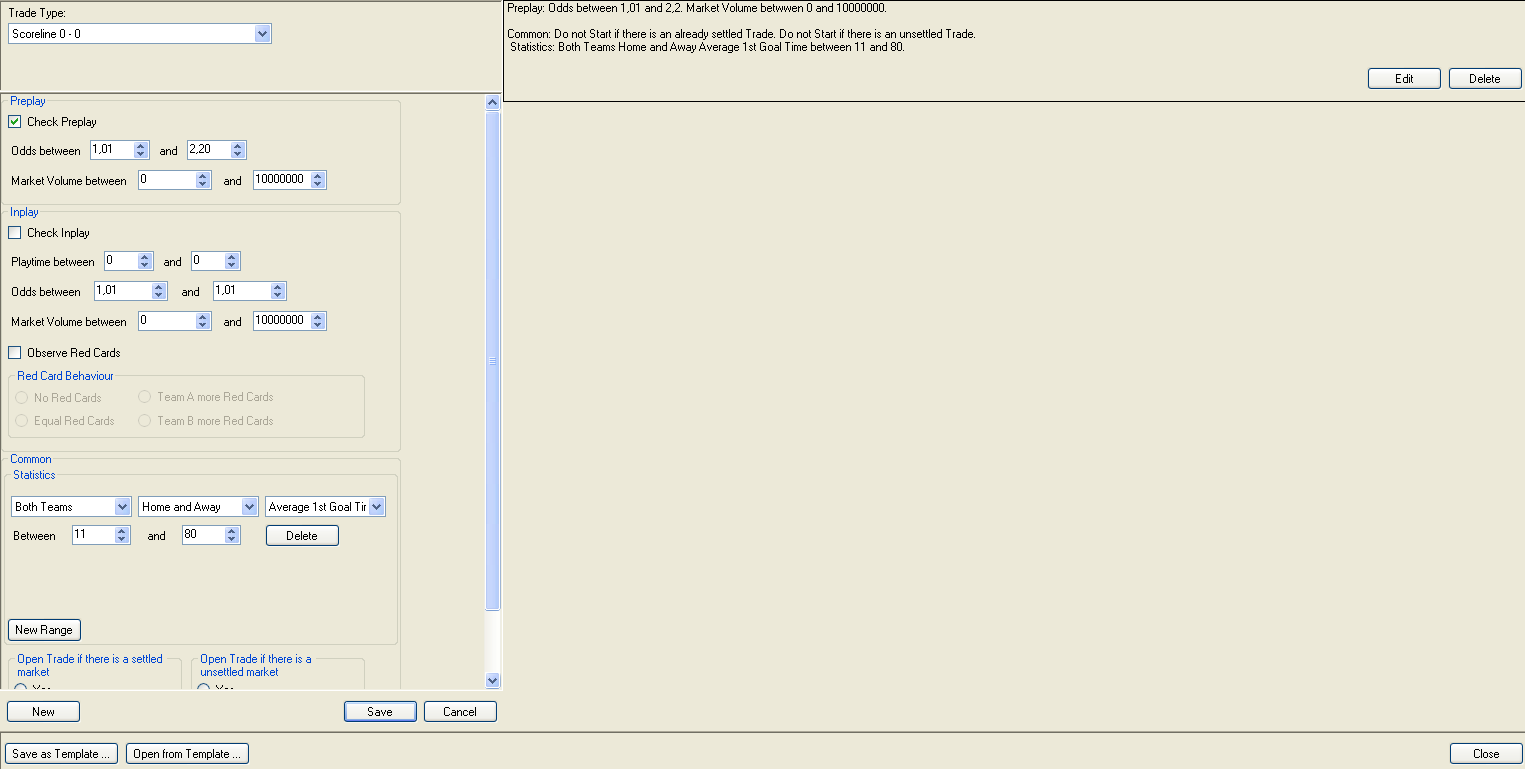 Trade Type:
Scoreline 0 - 0
Preplay: Odds between 1,01 and 2,2. Market Volume betwwen 0 and 10000000.
Common: Do not Start if there is an already settled Trade. Do not Start if there is an unsettled Trade.
Statistics: Both Teams Home and Away Average 1st Goal Time between 11 and 80.
Edit Delete
Preplay
Check Preplay
Odds between 1,01 and 2,20
Market Volume between 0 and 10000000
Inplay
Check Inplay
Playtime between 0 and 0
Odds between 1,01 and 1,01
Market Volume between 0 and 10000000
Observe Red Cards
Red Card Behaviour
No Red Cards Team A more Red Cards
Equal Red Cards Team B more Red Cards
Common
Statistics
Both Teams Home and Away Average 1st Goal Tir
Between 11 and 80 Delete
New Range
Open Trade if there is a settled market
Open Trade if there is a unsettled market
New Save Cancel
Save as Template ... Open from Template ... Close